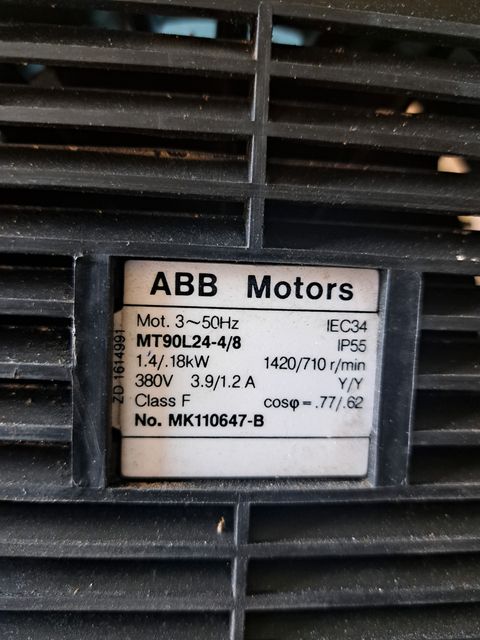 ABB Motors
Mot. 3~50Hz IEC34
MT90L24-4/8 IP55
1.4/.18kW 1420/710 r/min
380V 3.9/1.2 A Y/Y
Class F cosφ = .77/.62
No. MK110647-B
ZD 1614991